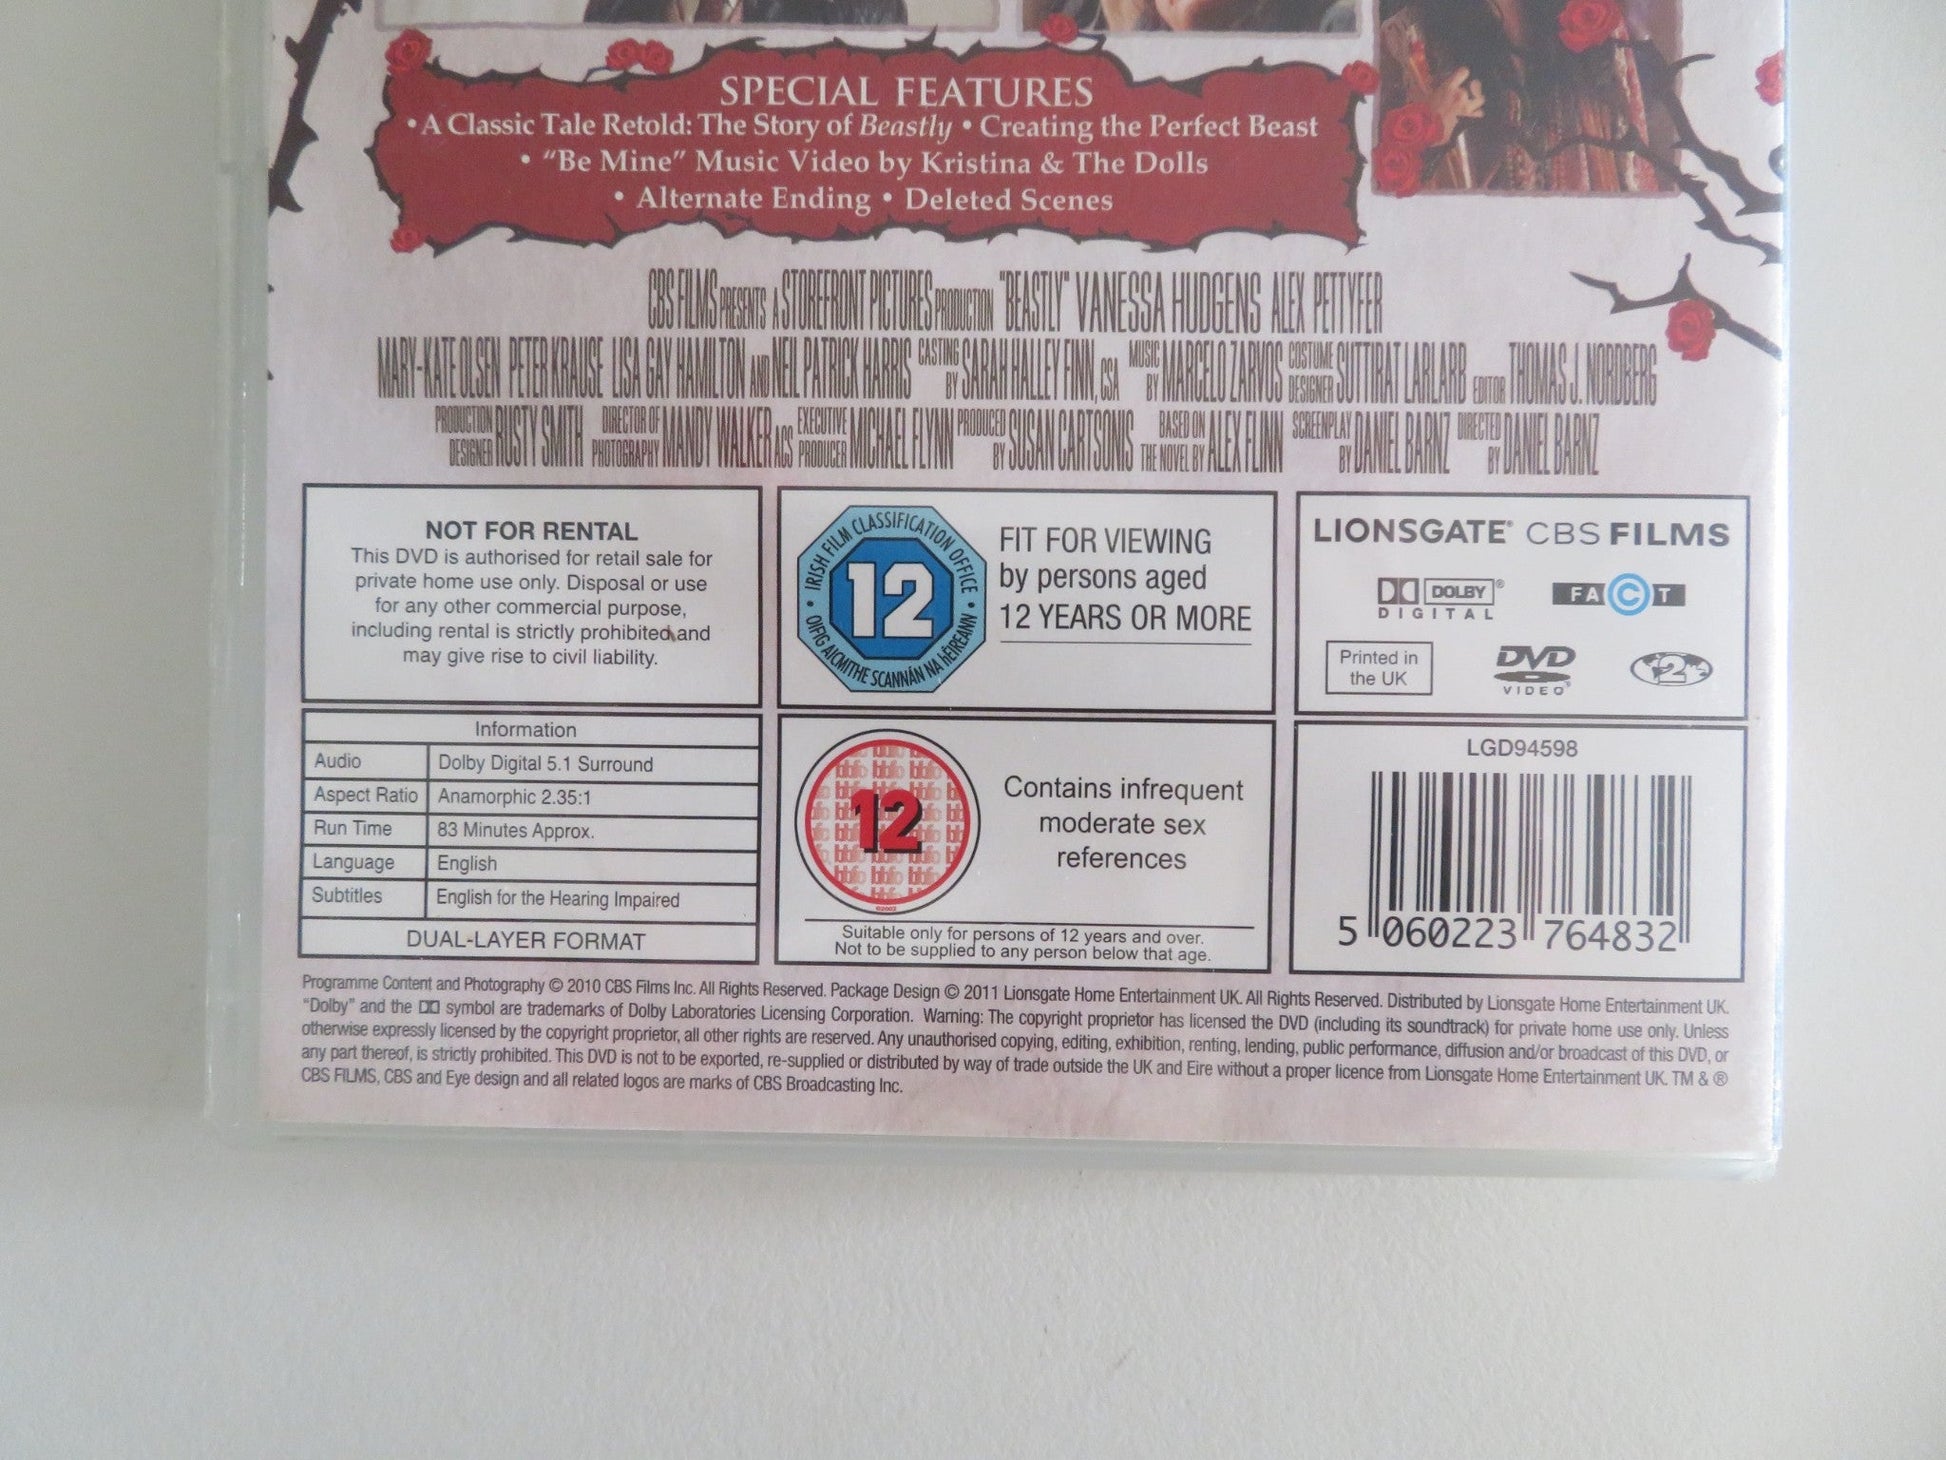 SPECIAL FEATURES
• A Classic Tale Retold: The Story of Beastly • Creating the Perfect Beast
• “Be Mine” Music Video by Kristina & The Dolls
• Alternate Ending • Deleted Scenes
CBS FILMS PRESENTS A STOREFRONT PICTURES PRODUCTION "BEASTLY" VANESSA HUDGENS ALEX PETTYFER
MARY-KATE OLSEN PETER KRAUSE LISA GAY HAMILTON AND NEIL PATRICK HARRIS CASTING BY SARAH HALLEY FINN, CSA MUSIC BY MARCELO ZARVOS COSTUME DESIGNER SUTTIRAT LARLARB EDITOR THOMAS J. NORDBERG
PRODUCTION DESIGNER RUSTY SMITH DIRECTOR OF PHOTOGRAPHY MANDY WALKER ACS EXECUTIVE PRODUCER MICHAEL FLYNN PRODUCED BY SUSAN CARTSONIS BASED ON THE NOVEL BY ALEX FLINN SCREENPLAY BY DANIEL BARNZ DIRECTED BY DANIEL BARNZ
NOT FOR RENTAL
This DVD is authorised for retail sale for
private home use only. Disposal or use
for any other commercial purpose,
including rental is strictly prohibited and
may give rise to civil liability.
IRISH FILM CLASSIFICATION OFFICE
12
• OIFIG AICMITHE SCANNÁN NA hÉIREANN •
FIT FOR VIEWING
by persons aged
12 YEARS OR MORE
LIONSGATE® CBS FILMS
DOLBY®
DIGITAL
FACT
Printed in
the UK
DVD
VIDEO
2
Information
Audio Dolby Digital 5.1 Surround
Aspect Ratio Anamorphic 2.35:1
Run Time 83 Minutes Approx.
Language English
Subtitles English for the Hearing Impaired
DUAL-LAYER FORMAT
bbfc
12
©2002
Contains infrequent
moderate sex
references
Suitable only for persons of 12 years and over.
Not to be supplied to any person below that age.
LGD94598
5 060223 764832
Programme Content and Photography © 2010 CBS Films Inc. All Rights Reserved. Package Design © 2011 Lionsgate Home Entertainment UK. All Rights Reserved. Distributed by Lionsgate Home Entertainment UK.
“Dolby” and the DD symbol are trademarks of Dolby Laboratories Licensing Corporation. Warning: The copyright proprietor has licensed the DVD (including its soundtrack) for private home use only. Unless
otherwise expressly licensed by the copyright proprietor, all other rights are reserved. Any unauthorised copying, editing, exhibition, renting, lending, public performance, diffusion and/or broadcast of this DVD, or
any part thereof, is strictly prohibited. This DVD is not to be exported, re-supplied or distributed by way of trade outside the UK and Eire without a proper licence from Lionsgate Home Entertainment UK. TM & ®
CBS FILMS, CBS and Eye design and all related logos are marks of CBS Broadcasting Inc.